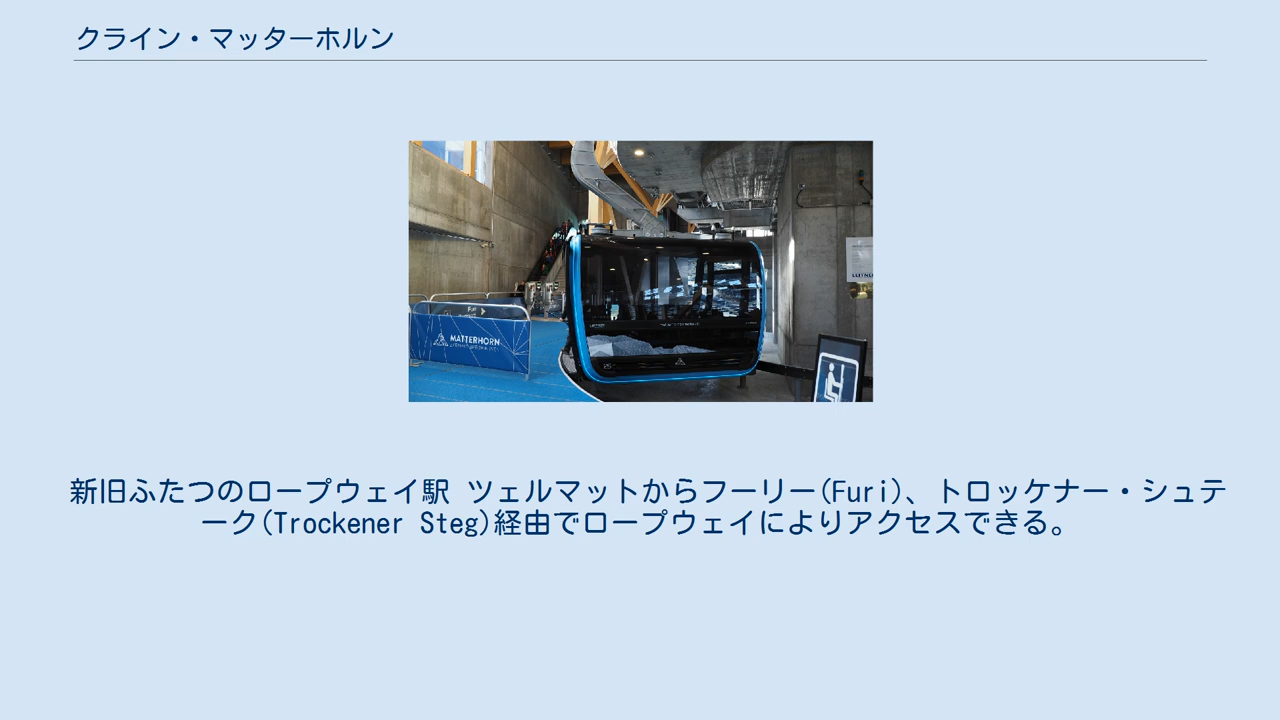 クライン・マッターホルン
MATTERHORN
新旧ふたつのロープウェイ駅 ツェルマットからフーリー(Furi)、トロッケナー・シュテ
ーク(Trockener Steg)経由でロープウェイによりアクセスできる。